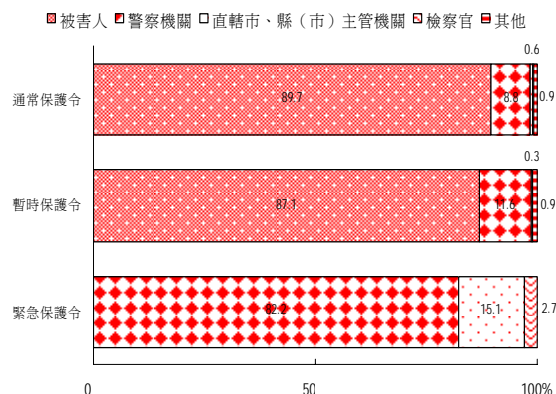 被害人 警察機關 直轄市、縣（市）主管機關 檢察官 其他
0.6
通常保護令 89.7 8.8 0.9
0.3
暫時保護令 87.1 11.6 0.9
緊急保護令 82.2 15.1 2.7
0 50 100%